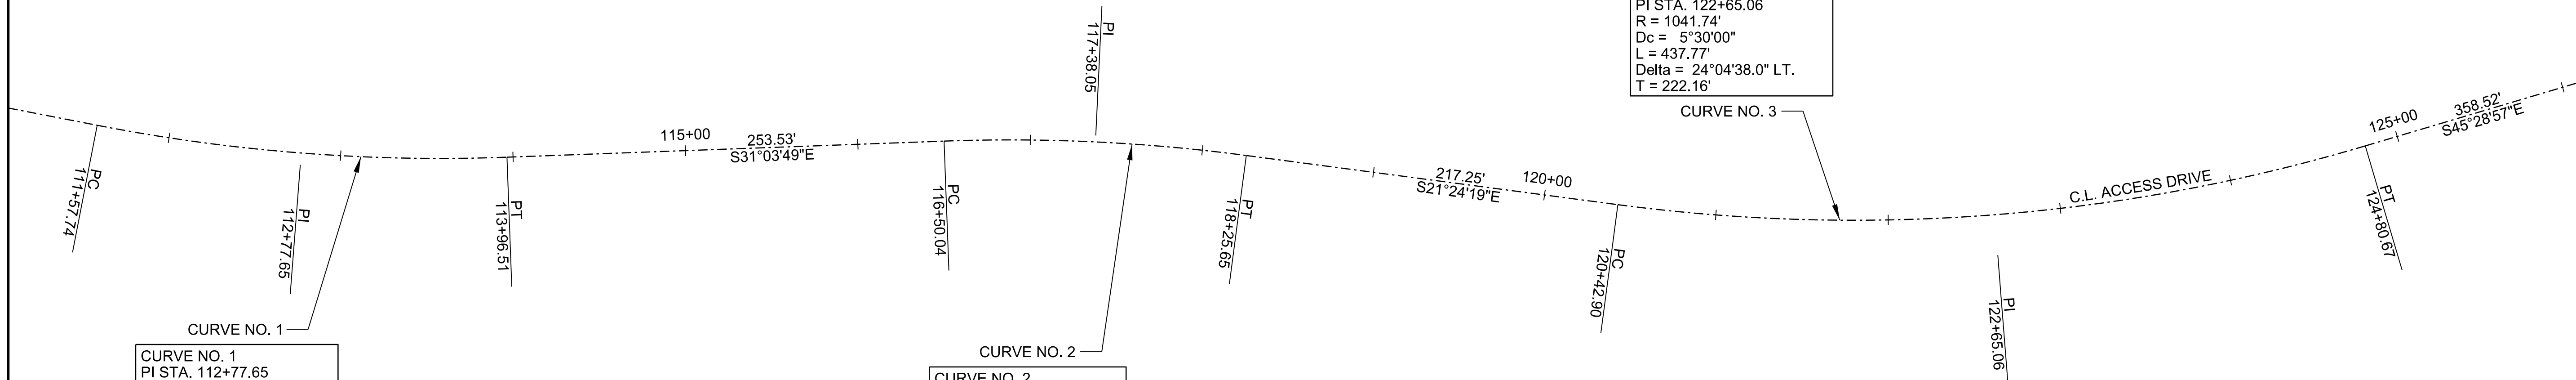 PI STA. 122+65.06
R = 1041.74'
Dc = 5°30'00"
L = 437.77'
Delta = 24°04'38.0" LT.
T = 222.16'
CURVE NO. 3
PC
111+57.74
PI
112+77.65
CURVE NO. 1
CURVE NO. 1
PI STA. 112+77.65
PT
113+96.51
115+00
253.53'
S31°03'49"E
PC
116+50.04
PI
117+38.05
CURVE NO. 2
CURVE NO. 2
PT
118+25.65
217.25'
S21°24'19"E
120+00
PC
120+42.90
PI
122+65.06
C.L. ACCESS DRIVE
PT
124+80.67
125+00
358.52'
S45°28'57"E